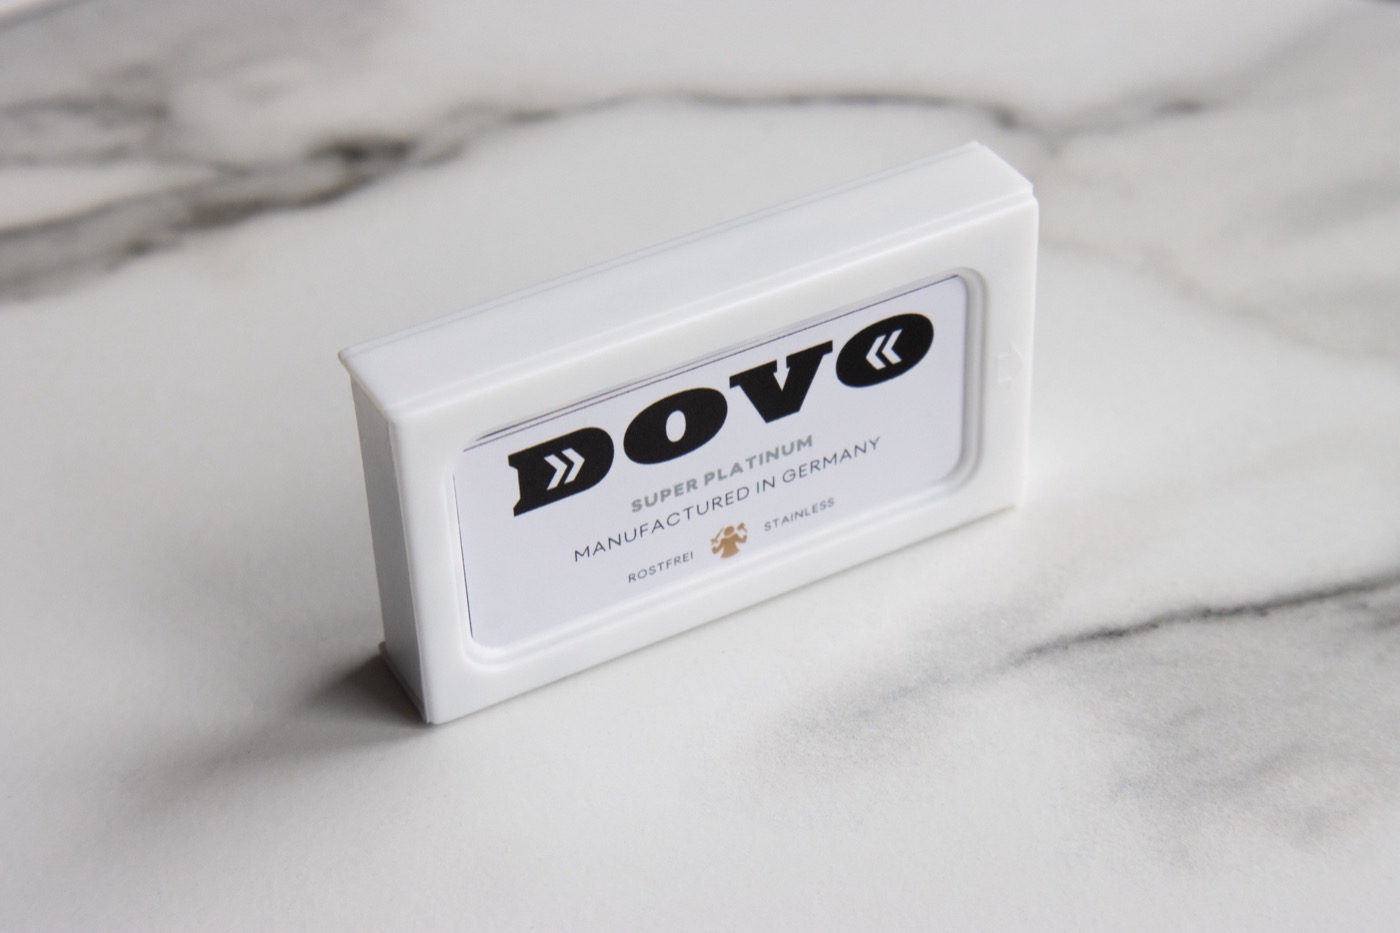 DOVO
SUPER PLATINUM
MANUFACTURED IN GERMANY
ROSTFREI STAINLESS